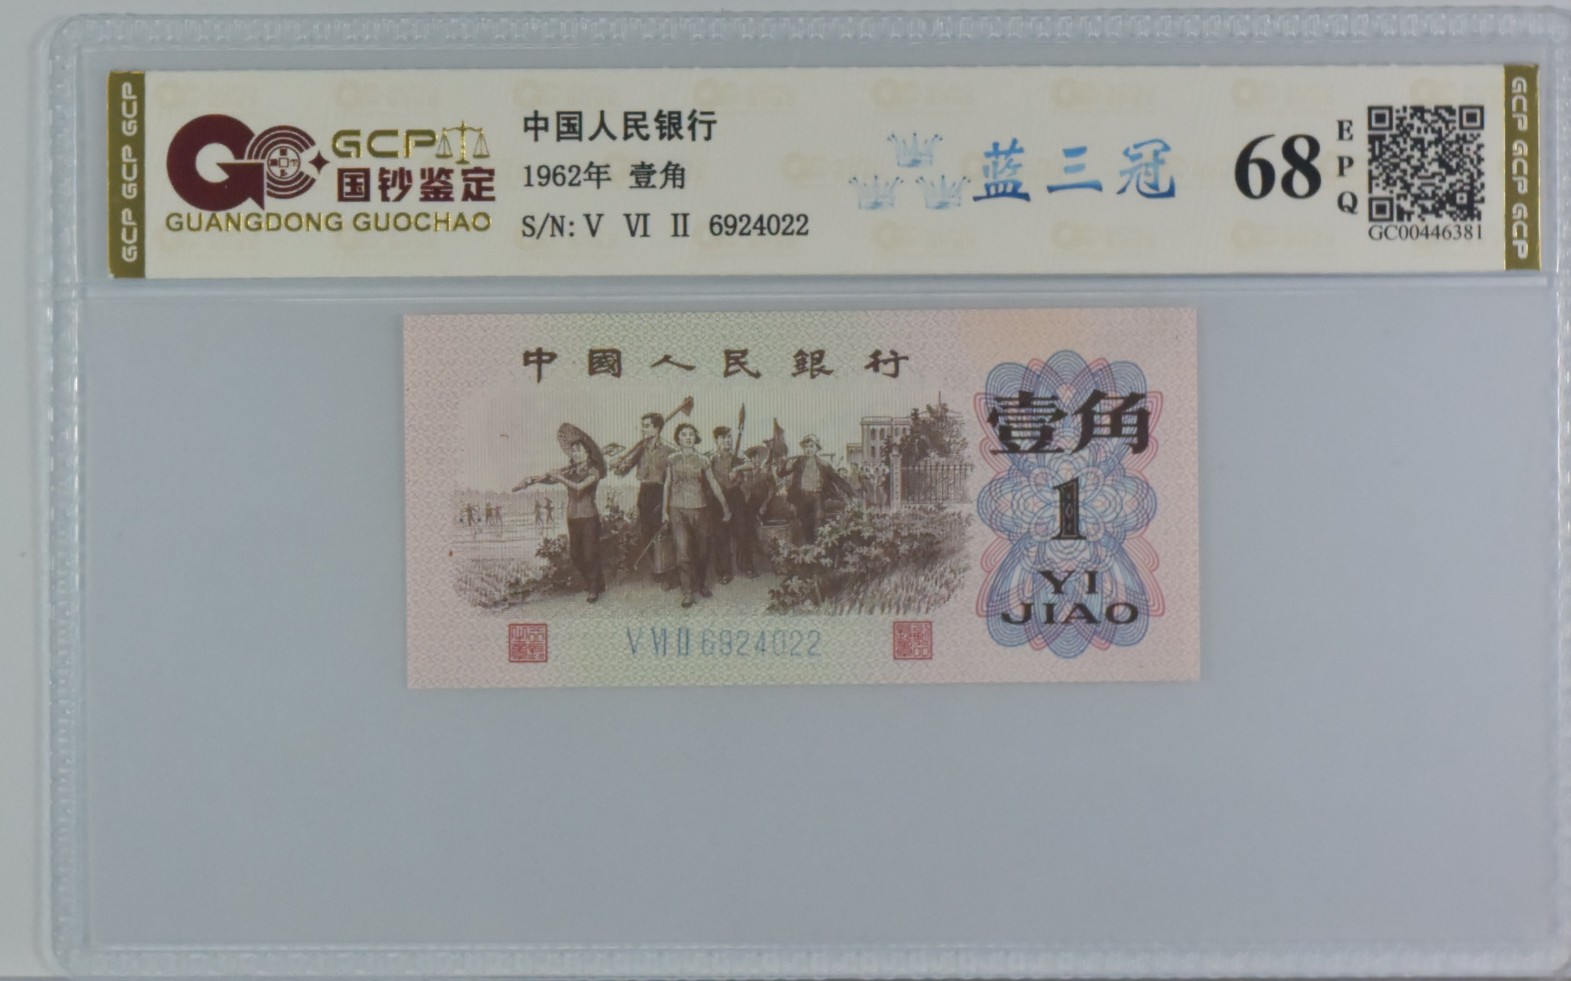 GCP GCP GCP
GCP
国钞鉴定
GUANGDONG GUOCHAO
中国人民银行
1962年 壹角
S/N: V VI II 6924022
蓝三冠
68
EPQ
GC00446381
GCP GCP GCP
中國人民銀行
壹角
1
YI
JIAO
V VI II 6924022